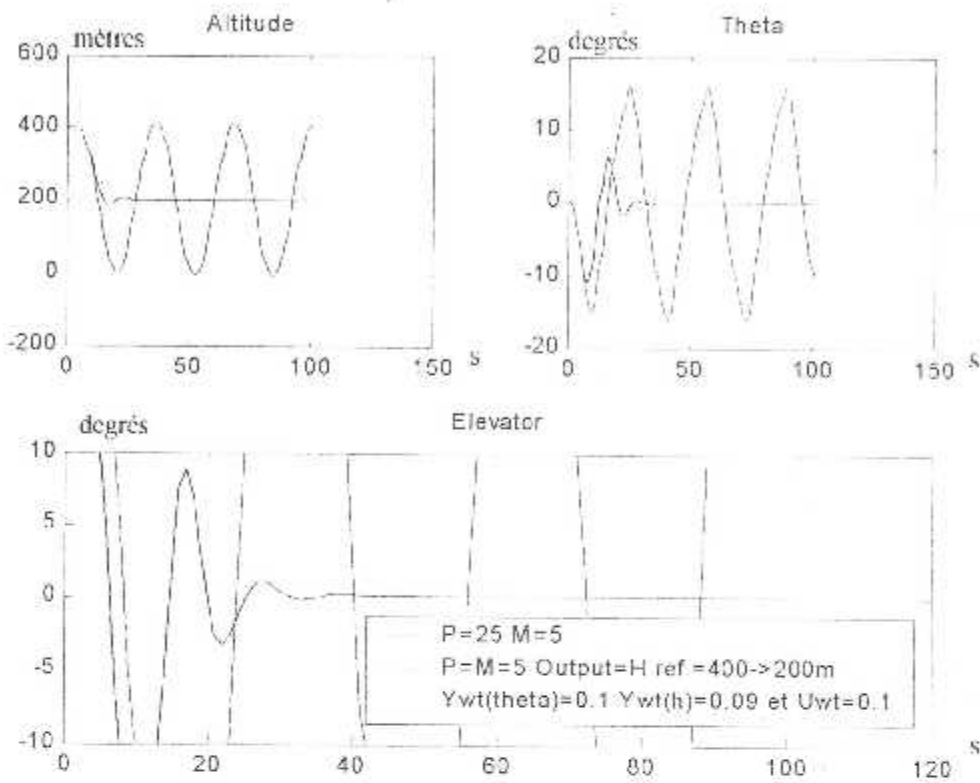 Altitude
mètres
600
400
200
0
-200
0
50
100
150
s
Theta
degrés
20
10
0
-10
-20
0
50
100
150
s
Elevator
degrés
10
5
0
-5
-10
0
20
40
60
80
100
120
s
P=25 M=5
P=M=5 Output=H ref.=400->200m
Ywt(theta)=0.1 Ywt(h)=0.09 et Uwt=0.1